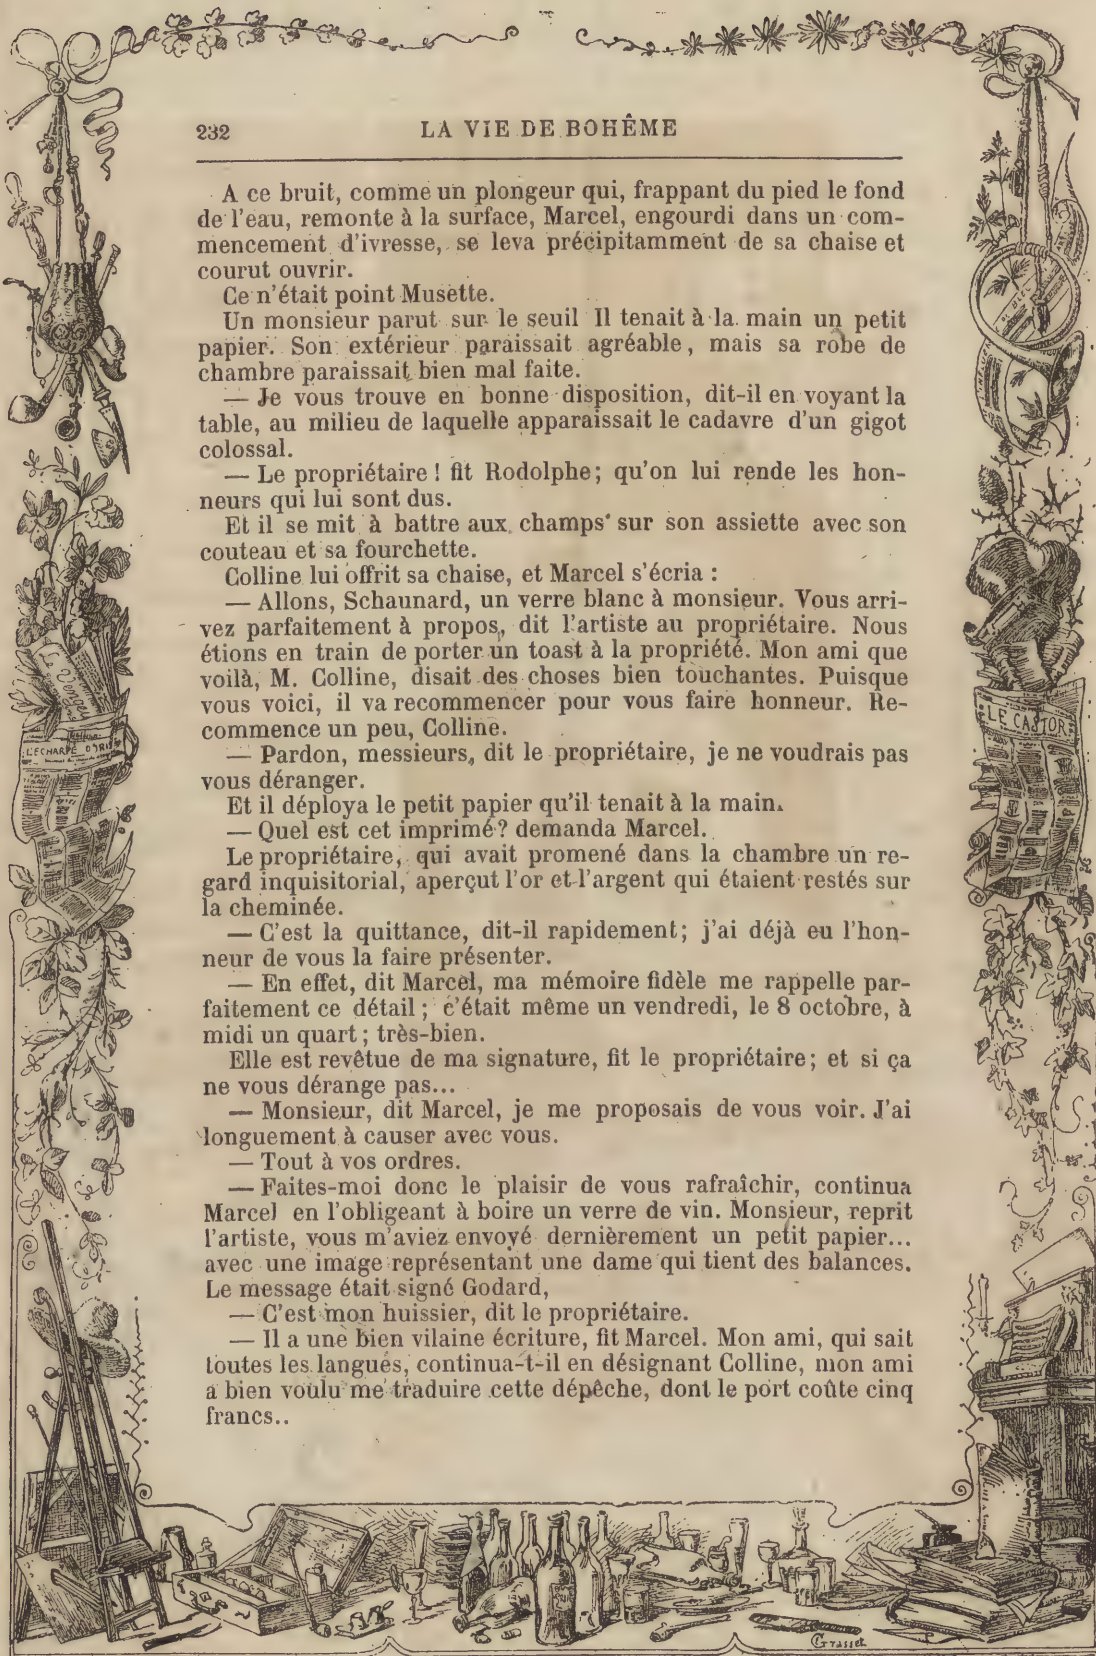 232 LA VIE DE BOHÊME
A ce bruit, comme un plongeur qui, frappant du pied le fond
de l'eau, remonte à la surface, Marcel, engourdi dans un com-
mencement d'ivresse, se leva précipitamment de sa chaise et
courut ouvrir.
Ce n'était point Musette.
Un monsieur parut sur le seuil Il tenait à la main un petit
papier. Son extérieur paraissait agréable, mais sa robe de
chambre paraissait bien mal faite.
— Je vous trouve en bonne disposition, dit-il en voyant la
table, au milieu de laquelle apparaissait le cadavre d'un gigot
colossal.
— Le propriétaire ! fit Rodolphe; qu'on lui rende les hon-
neurs qui lui sont dus.
Et il se mit à battre aux champs sur son assiette avec son
couteau et sa fourchette.
Colline lui offrit sa chaise, et Marcel s'écria :
— Allons, Schaunard, un verre blanc à monsieur. Vous arri-
vez parfaitement à propos, dit l'artiste au propriétaire. Nous
étions en train de porter un toast à la propriété. Mon ami que
voilà, M. Colline, disait des choses bien touchantes. Puisque
vous voici, il va recommencer pour vous faire honneur. Re-
commence un peu, Colline.
— Pardon, messieurs, dit le propriétaire, je ne voudrais pas
vous déranger.
Et il déploya le petit papier qu'il tenait à la main.
— Quel est cet imprimé ? demanda Marcel.
Le propriétaire, qui avait promené dans la chambre un re-
gard inquisitorial, aperçut l'or et l'argent qui étaient restés sur
la cheminée.
— C'est la quittance, dit-il rapidement; j'ai déjà eu l'hon-
neur de vous la faire présenter.
— En effet, dit Marcel, ma mémoire fidèle me rappelle par-
faitement ce détail ; c'était même un vendredi, le 8 octobre, à
midi un quart ; très-bien.
Elle est revêtue de ma signature, fit le propriétaire; et si ça
ne vous dérange pas...
— Monsieur, dit Marcel, je me proposais de vous voir. J'ai
longuement à causer avec vous.
— Tout à vos ordres.
— Faites-moi donc le plaisir de vous rafraîchir, continua
Marcel en l'obligeant à boire un verre de vin. Monsieur, reprit
l'artiste, vous m'aviez envoyé dernièrement un petit papier...
avec une image représentant une dame qui tient des balances.
Le message était signé Godard,
— C'est mon huissier, dit le propriétaire.
— Il a une bien vilaine écriture, fit Marcel. Mon ami, qui sait
toutes les langues, continua-t-il en désignant Colline, mon ami
a bien voulu me traduire cette dépêche, dont le port coûte cinq
francs..
L'ECHARPE D'IRIS
LE CASTOR
Grasset